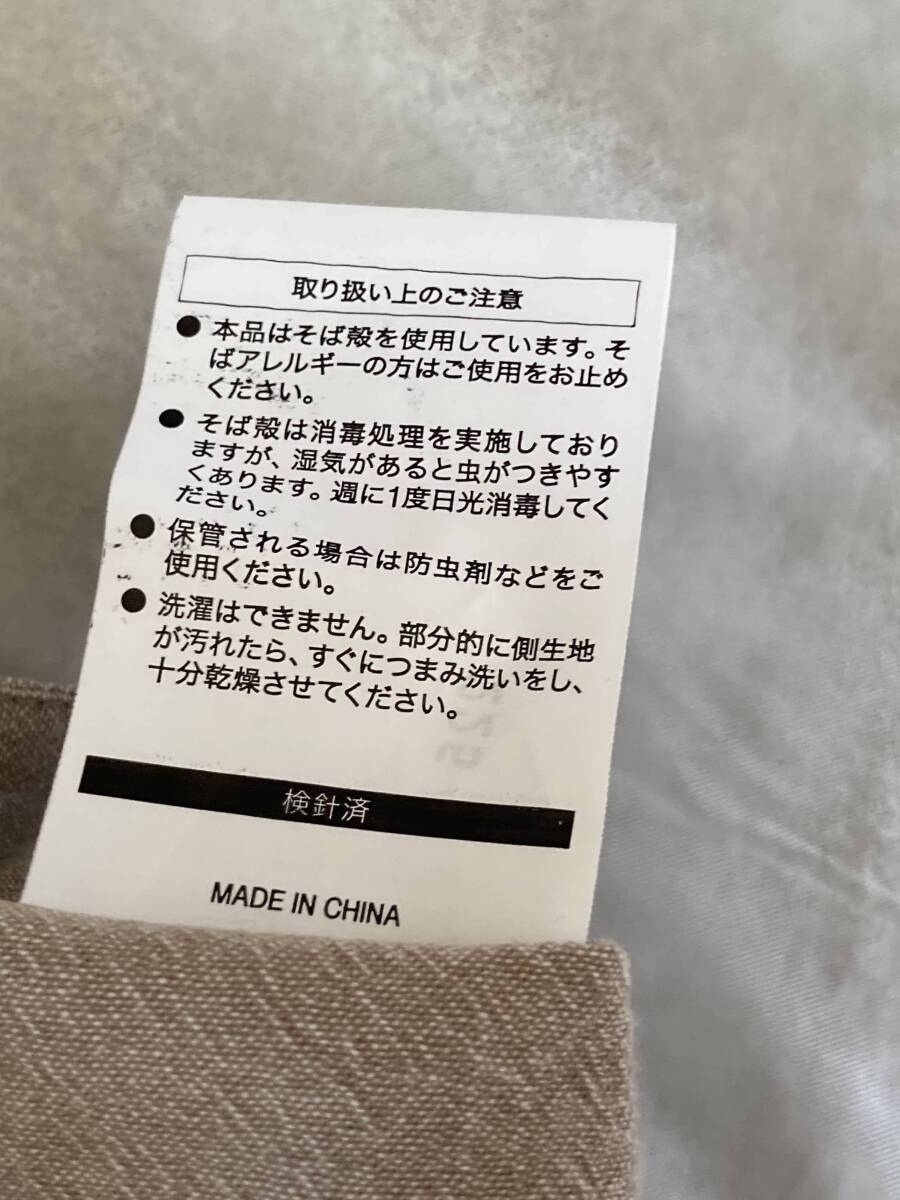 取り扱い上のご注意
● 本品はそば殻を使用しています。そ
ばアレルギーの方はご使用をお止め
ください。
● そば殻は消毒処理を実施しており
ますが、湿気があると虫がつきやす
くあります。週に1度日光消毒してく
ださい。
● 保管される場合は防虫剤などをご
使用ください。
● 洗濯はできません。部分的に側生地
が汚れたら、すぐにつまみ洗いをし、
十分乾燥させてください。
検針済
MADE IN CHINA